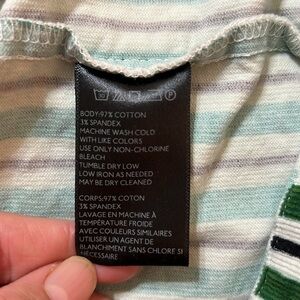 BODY:97% COTTON
3% SPANDEX
MACHINE WASH COLD
WITH LIKE COLORS
USE ONLY NON-CHLORINE
BLEACH
TUMBLE DRY LOW
LOW IRON AS NEEDED
MAY BE DRY CLEANED
CORPS:97% COTON
3% SPANDEX
LAVAGE EN MACHINE À
TEMPÉRATURE FROIDE
AVEC COULEURS SIMILAIRES
UTILISER UN AGENT DE
BLANCHIMENT SANS CHLORE SI
NÉCESSAIRE